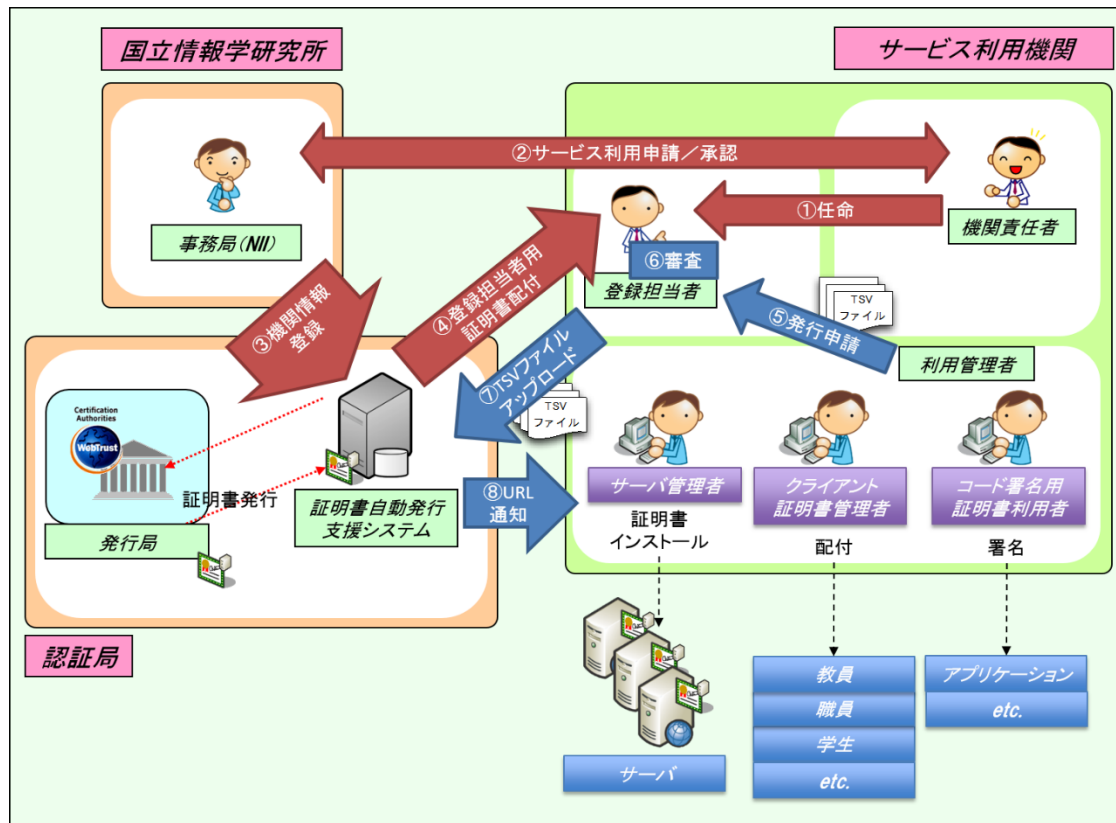 国立情報学研究所
サービス利用機関
②サービス利用申請／承認
①任命
事務局(NII)
機関責任者
⑥審査
登録担当者
③機関情報
登録
④登録担当者用
証明書配付
TSV
ファイル
⑤発行申請
利用管理者
⑦TSVファイル
アップロード
TSV
ファイル
Certification
Authorities
WebTrust
証明書発行
発行局
証明書自動発行
支援システム
⑧URL
通知
サーバ管理者
クライアント
証明書管理者
コード署名用
証明書利用者
証明書
インストール
配付
署名
認証局
サーバ
教員
職員
学生
etc.
アプリケーション
etc.